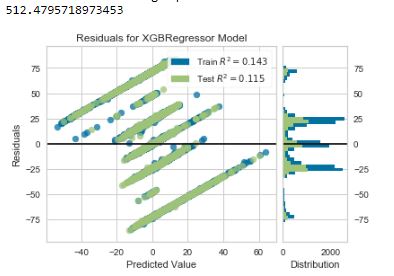 512.4795718973453
Residuals for XGBRegressor Model
Train R² = 0.143
Test R² = 0.115
75
50
25
0
−25
−50
−75
Residuals
75
50
25
0
−25
−50
−75
−40 −20 0 20 40 60
0 2000
Predicted Value
Distribution